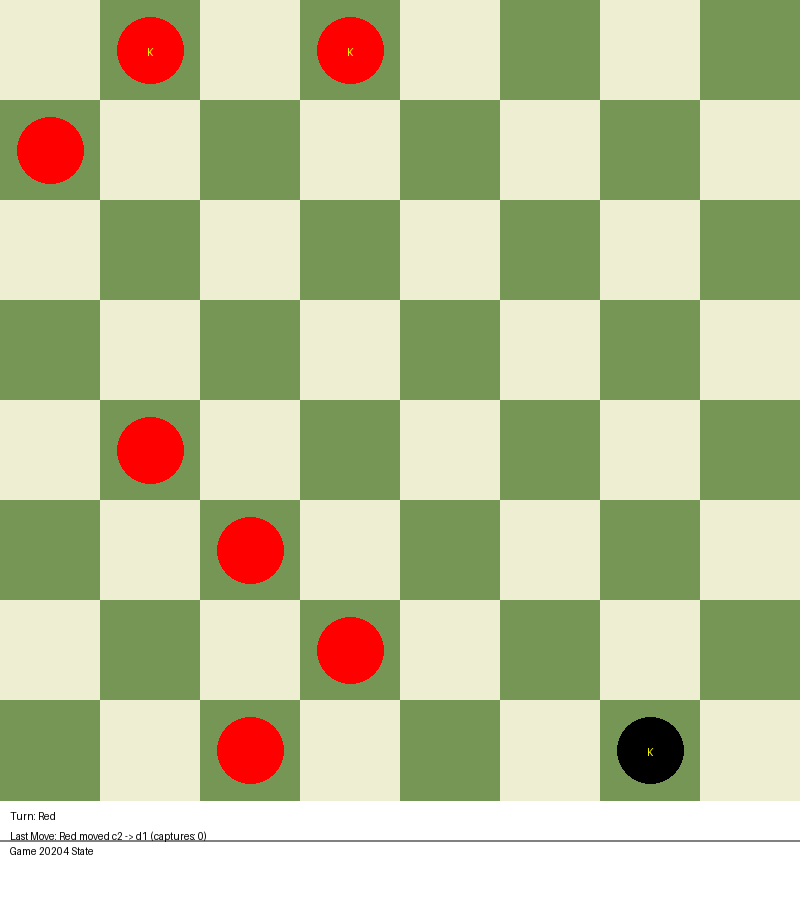 K K
K
Turn: Red
Last Move: Red moved c2 -> d1 (captures: 0)
Game 20204 State